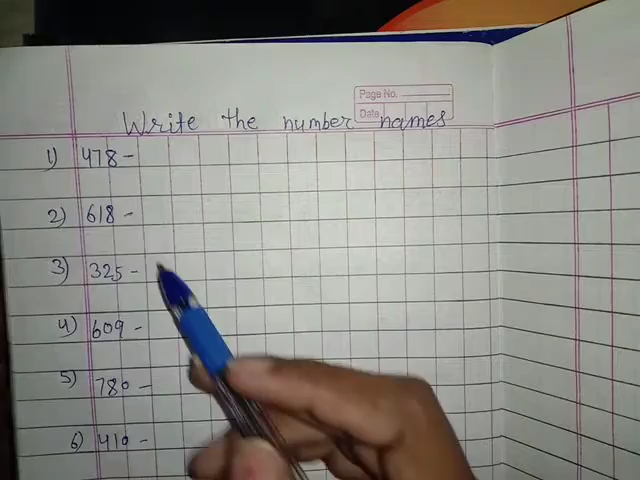 Page No.
Date
Write the number names
1) 478 -
2) 618 -
3) 325 -
4) 609 -
5) 780 -
6) 410 -